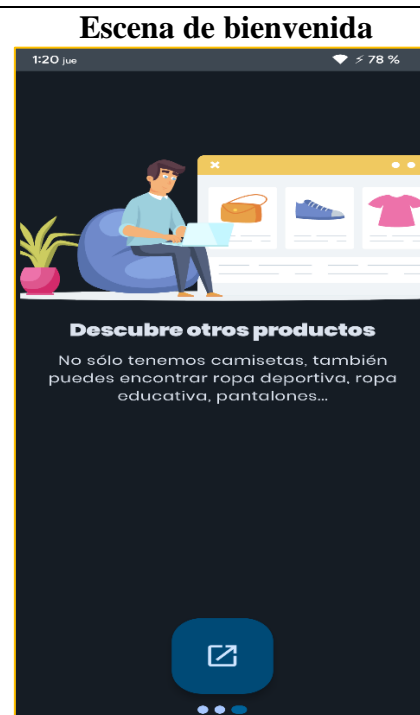 Escena de bienvenida
1:20 jue
78 %
Descubre otros productos
No sólo tenemos camisetas, también
puedes encontrar ropa deportiva, ropa
educativa, pantalones...